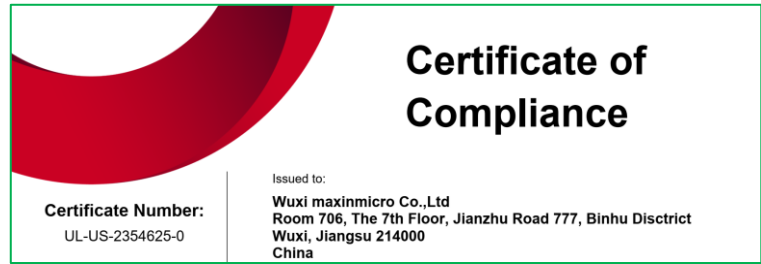 Certificate of
Compliance
Certificate Number:
UL-US-2354625-0
Issued to:
Wuxi maxinmicro Co.,Ltd
Room 706, The 7th Floor, Jianzhu Road 777, Binhu Disctrict
Wuxi, Jiangsu 214000
China